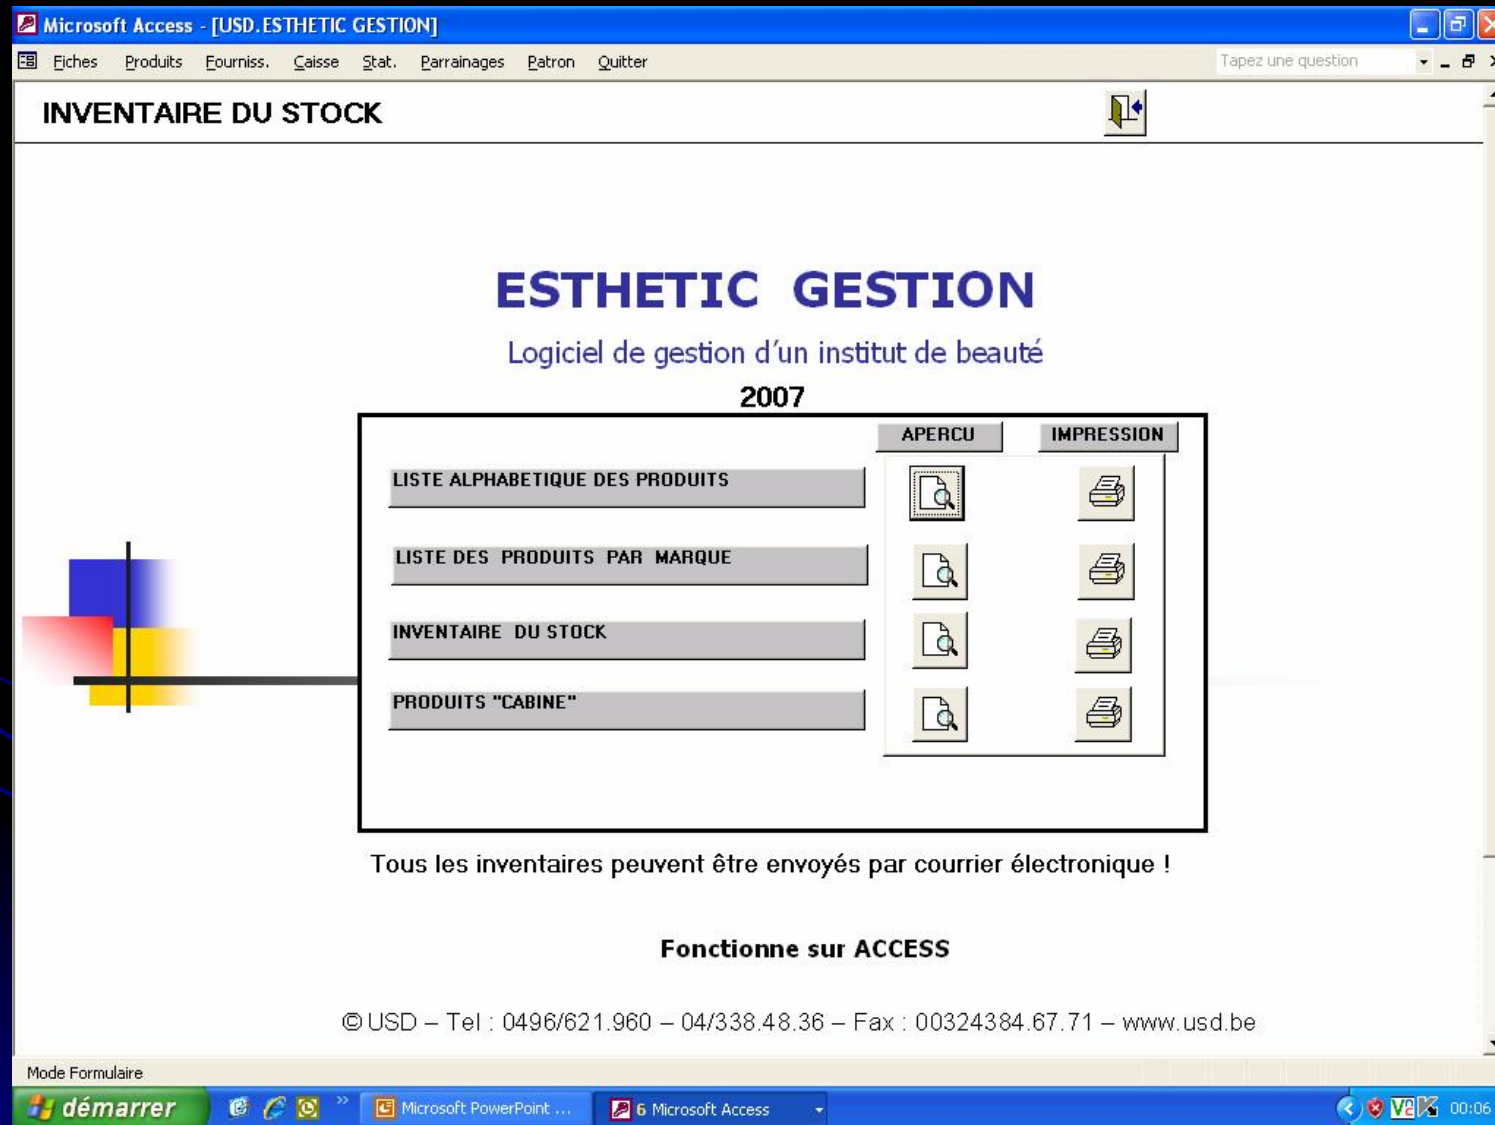 Microsoft Access - [USD.ESTHETIC GESTION]
Fiches Produits Fourniss. Caisse Stat. Parrainages Patron Quitter Tapez une question
INVENTAIRE DU STOCK
ESTHETIC GESTION
Logiciel de gestion d'un institut de beauté
2007
APERCU IMPRESSION
LISTE ALPHABETIQUE DES PRODUITS
LISTE DES PRODUITS PAR MARQUE
INVENTAIRE DU STOCK
PRODUITS "CABINE"
Tous les inventaires peuvent être envoyés par courrier électronique !
Fonctionne sur ACCESS
© USD – Tel : 0496/621.960 – 04/338.48.36 – Fax : 00324384.67.71 – www.usd.be
Mode Formulaire
démarrer Microsoft PowerPoint ... 6 Microsoft Access 00:06